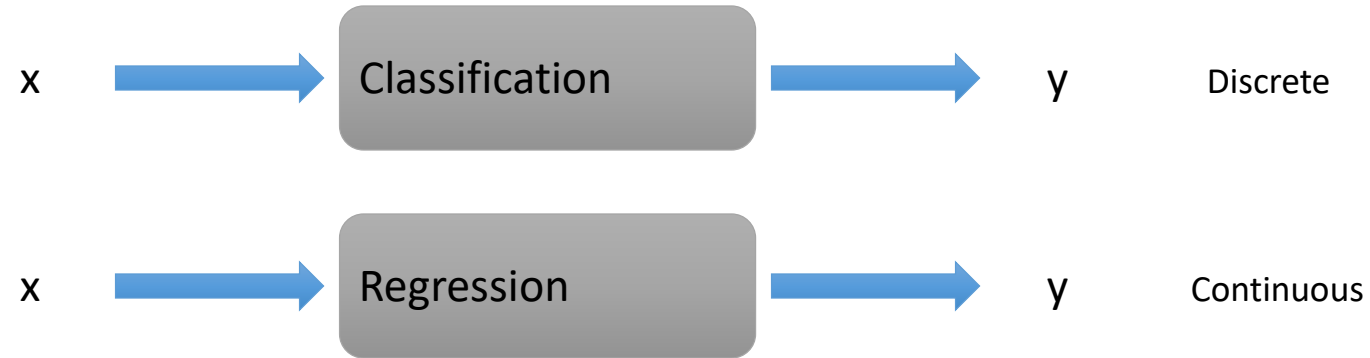 x Classification y Discrete
x Regression y Continuous